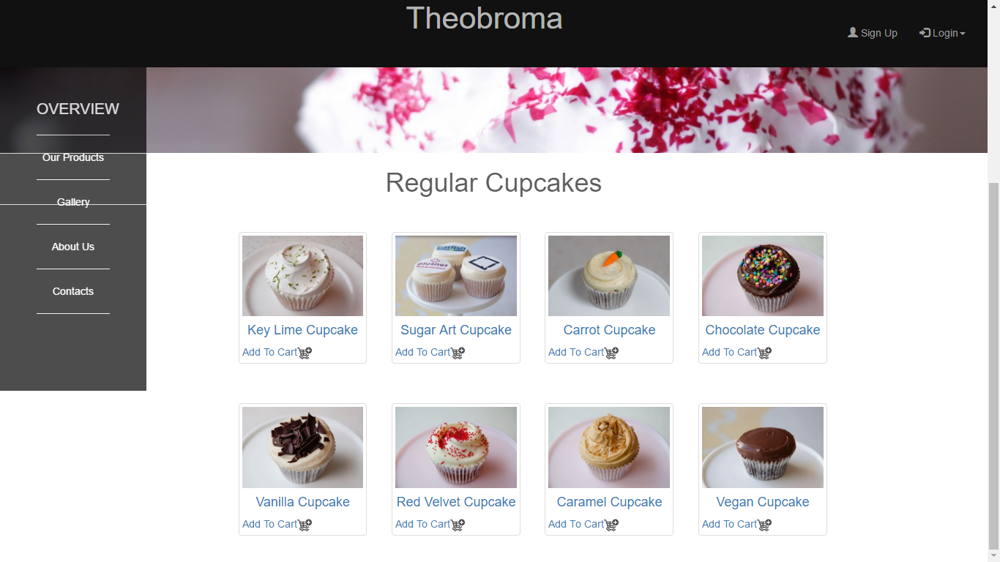 Theobroma
Sign Up
Login
OVERVIEW
Our Products
Gallery
About Us
Contacts
Regular Cupcakes
plusnet
Key Lime Cupcake
Sugar Art Cupcake
Carrot Cupcake
Chocolate Cupcake
Add To Cart
Add To Cart
Add To Cart
Add To Cart
Vanilla Cupcake
Red Velvet Cupcake
Caramel Cupcake
Vegan Cupcake
Add To Cart
Add To Cart
Add To Cart
Add To Cart